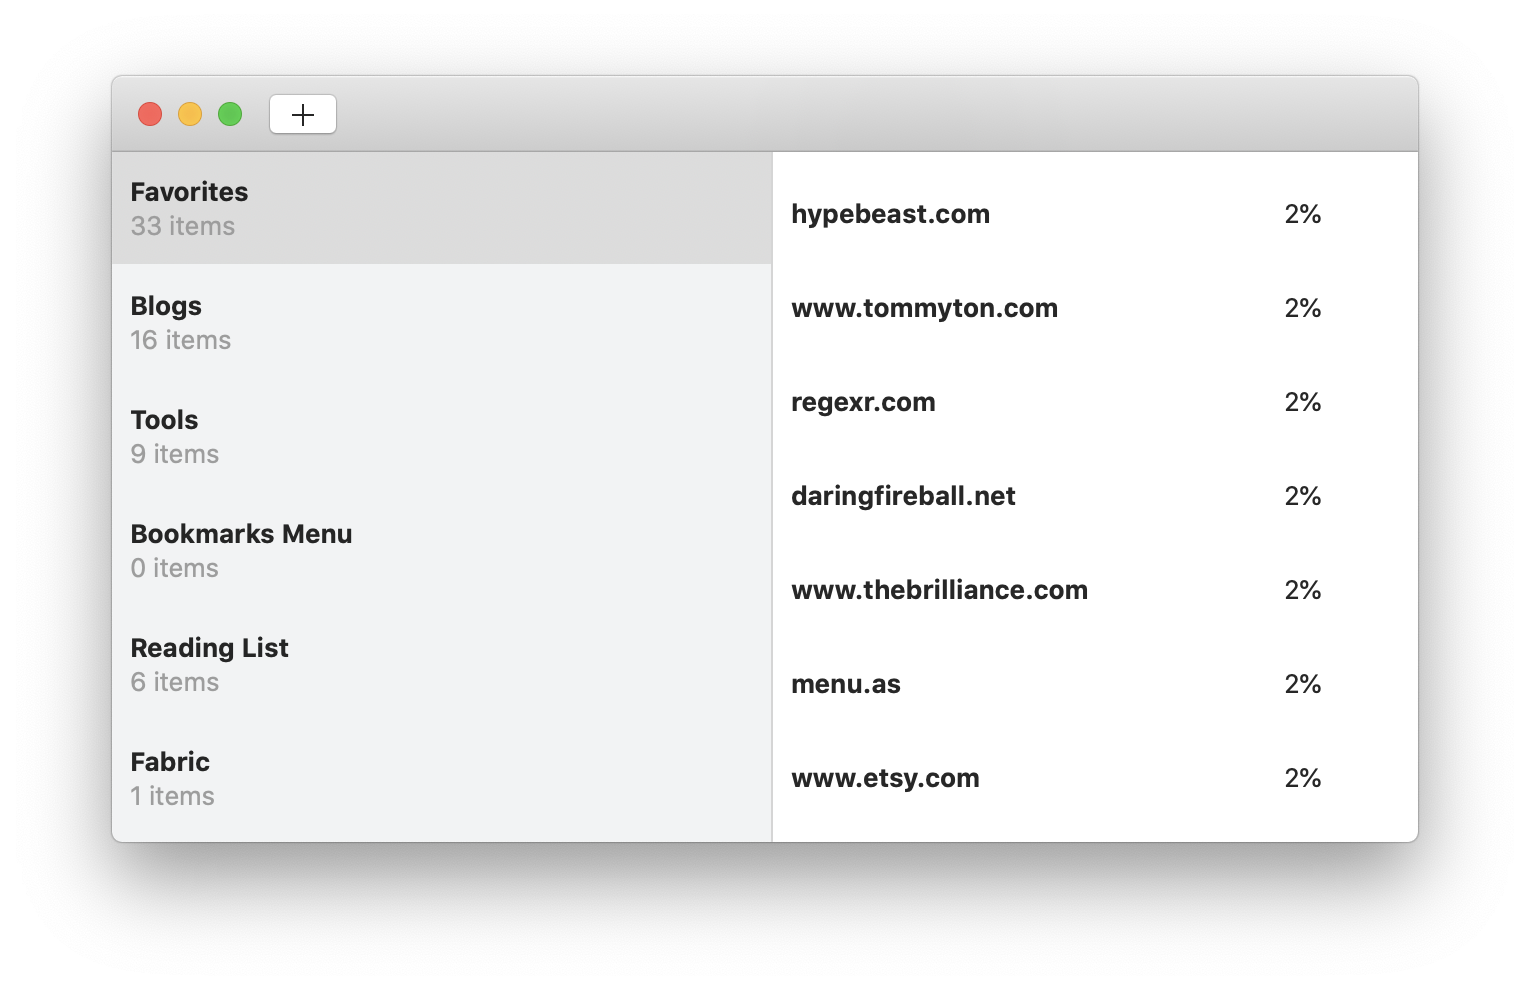 Favorites
33 items
Blogs
16 items
Tools
9 items
Bookmarks Menu
0 items
Reading List
6 items
Fabric
1 items
hypebeast.com 2%
www.tommyton.com 2%
regexr.com 2%
daringfireball.net 2%
www.thebrilliance.com 2%
menu.as 2%
www.etsy.com 2%